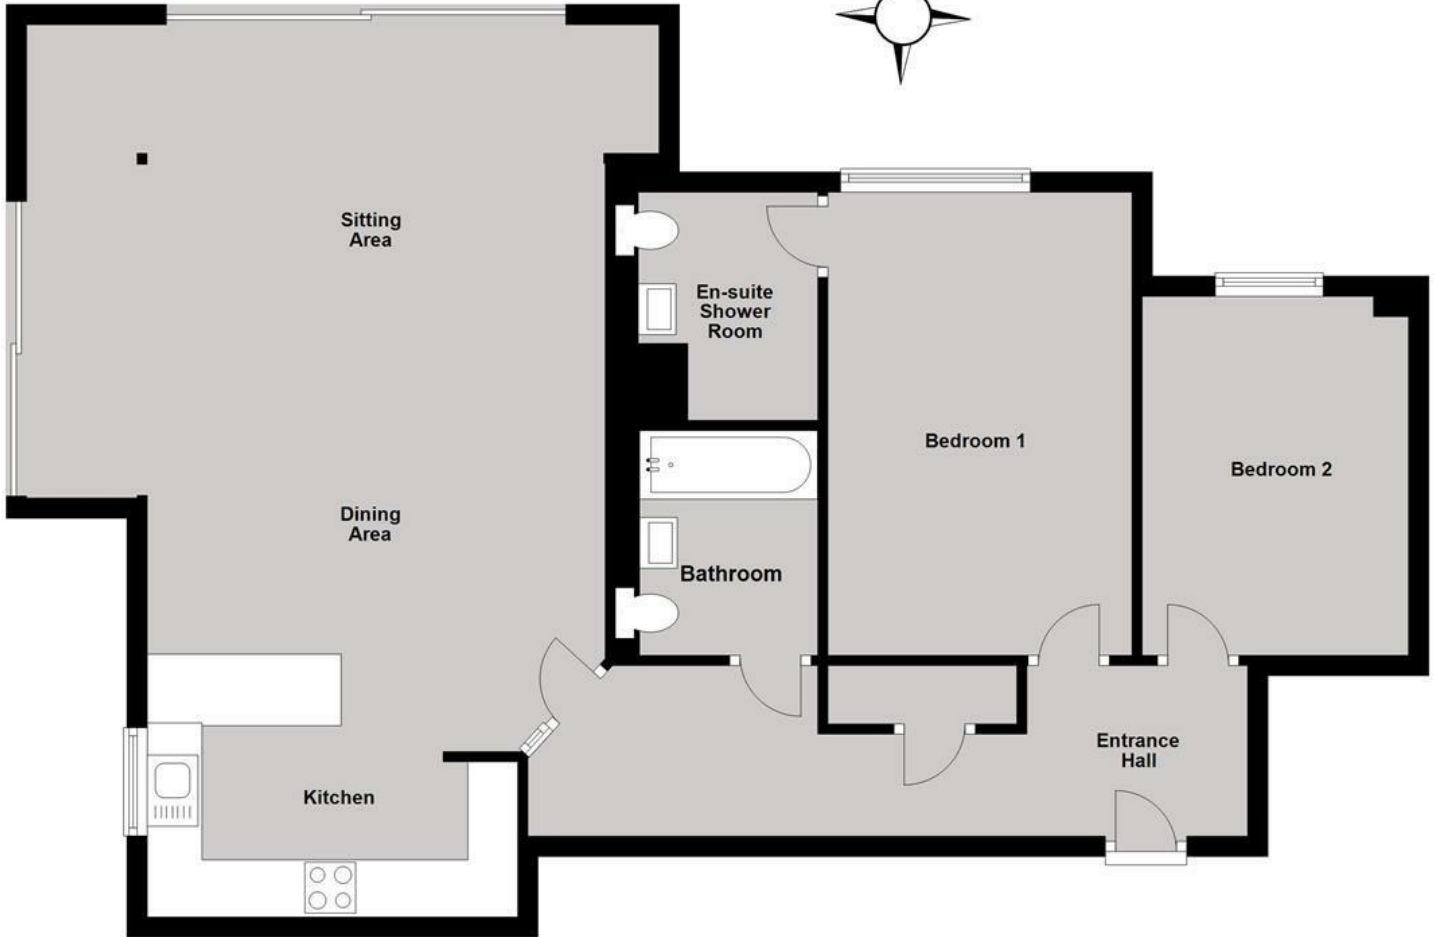 Sitting
Area
En-suite
Shower
Room
Bedroom 1
Bedroom 2
Dining
Area
Bathroom
Entrance
Hall
Kitchen